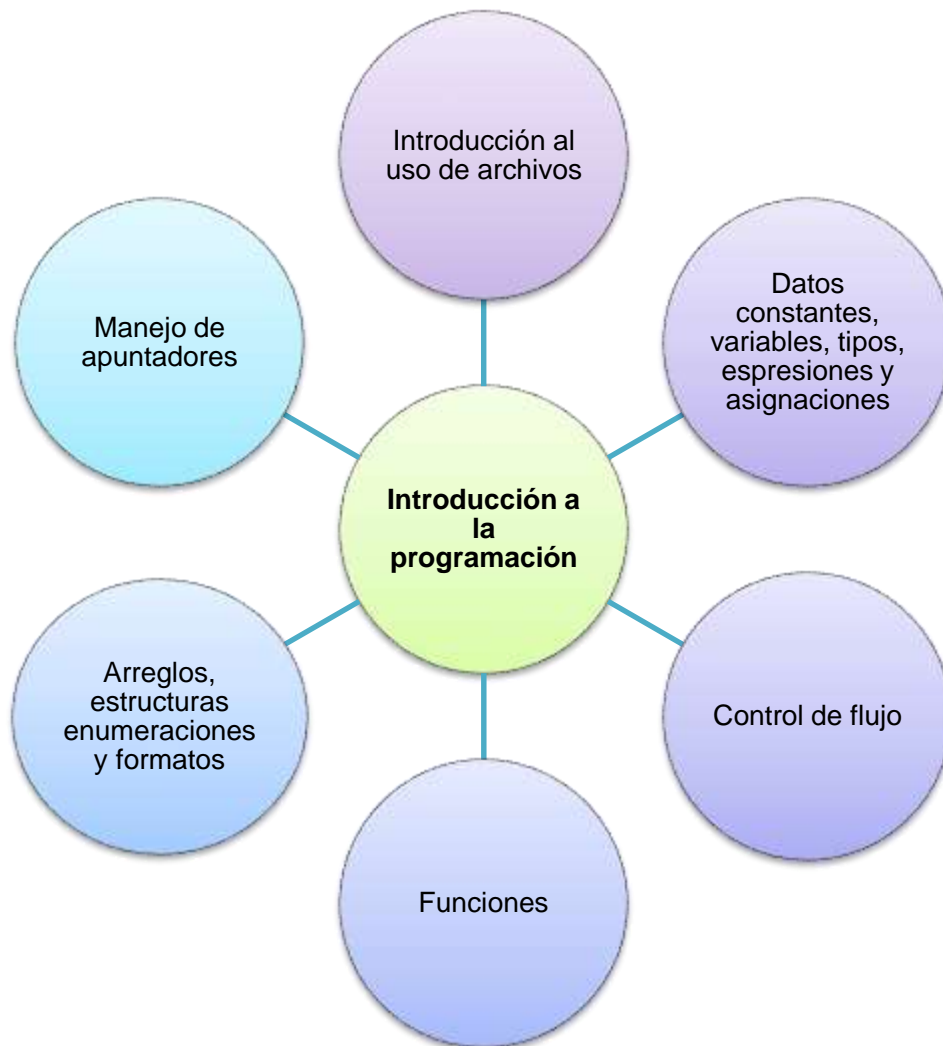 Introducción al
uso de archivos
Datos
constantes,
variables, tipos,
espresiones y
asignaciones
Control de flujo
Funciones
Arreglos,
estructuras
enumeraciones
y formatos
Manejo de
apuntadores
Introducción a
la
programación